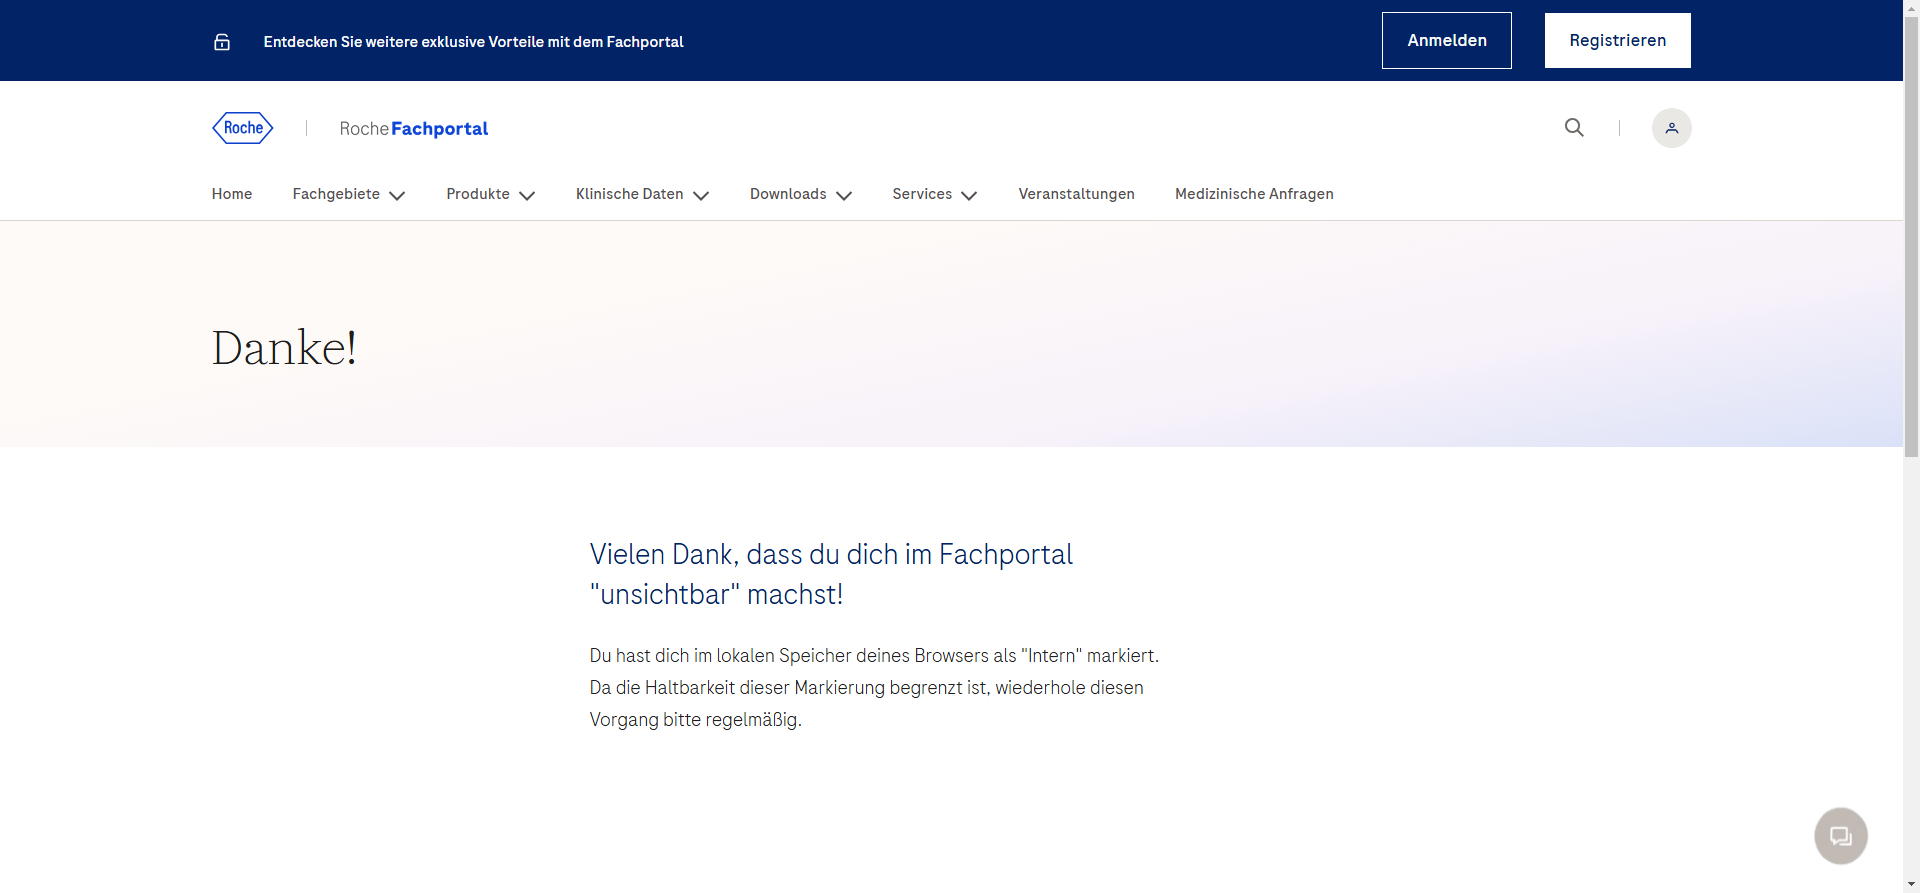 Entdecken Sie weitere exklusive Vorteile mit dem Fachportal
Anmelden
Registrieren
Roche
Roche Fachportal
Home
Fachgebiete
Produkte
Klinische Daten
Downloads
Services
Veranstaltungen
Medizinische Anfragen
Danke!
Vielen Dank, dass du dich im Fachportal
"unsichtbar" machst!
Du hast dich im lokalen Speicher deines Browsers als "Intern" markiert.
Da die Haltbarkeit dieser Markierung begrenzt ist, wiederhole diesen
Vorgang bitte regelmäßig.